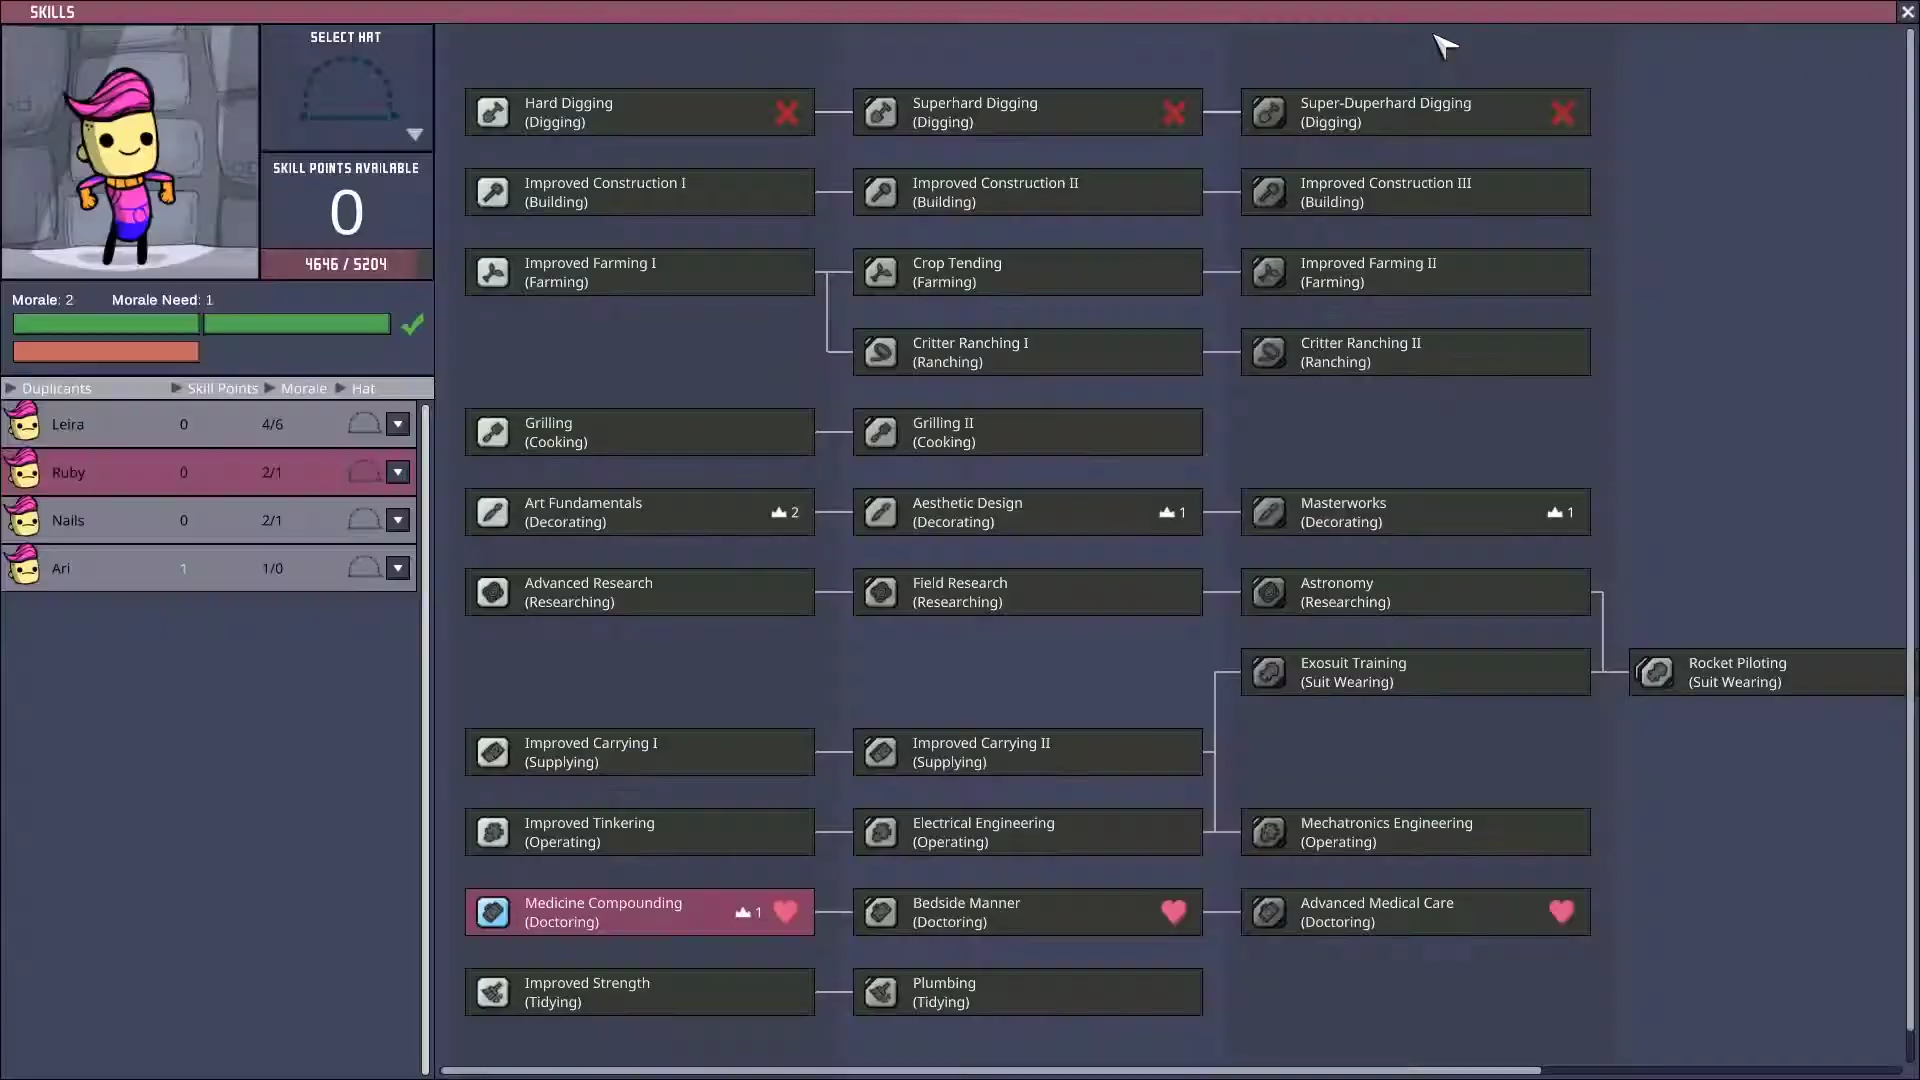 SKILLS
SELECT HAT
SKILL POINTS AVAILABLE
0
4646 / 5204
Morale: 2 Morale Need: 1
Duplicants Skill Points Morale Hat
Leira 0 4/6
Ruby 0 2/1
Nails 0 2/1
Ari 1 1/0
Hard Digging
(Digging)
Superhard Digging
(Digging)
Super-Duperhard Digging
(Digging)
Improved Construction I
(Building)
Improved Construction II
(Building)
Improved Construction III
(Building)
Improved Farming I
(Farming)
Crop Tending
(Farming)
Improved Farming II
(Farming)
Critter Ranching I
(Ranching)
Critter Ranching II
(Ranching)
Grilling
(Cooking)
Grilling II
(Cooking)
Art Fundamentals
(Decorating)
2
Aesthetic Design
(Decorating)
1
Masterworks
(Decorating)
1
Advanced Research
(Researching)
Field Research
(Researching)
Astronomy
(Researching)
Exosuit Training
(Suit Wearing)
Rocket Piloting
(Suit Wearing)
Improved Carrying I
(Supplying)
Improved Carrying II
(Supplying)
Improved Tinkering
(Operating)
Electrical Engineering
(Operating)
Mechatronics Engineering
(Operating)
Medicine Compounding
(Doctoring)
1
Bedside Manner
(Doctoring)
Advanced Medical Care
(Doctoring)
Improved Strength
(Tidying)
Plumbing
(Tidying)